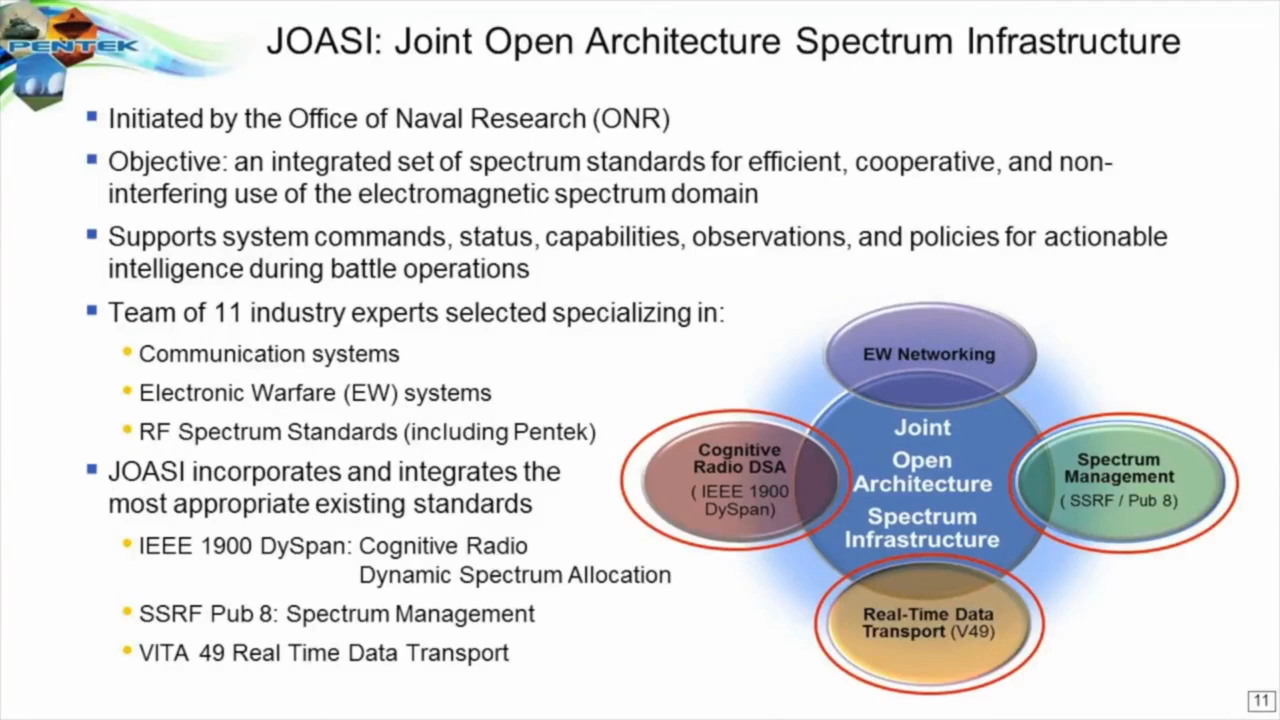 PENTEK
JOASI: Joint Open Architecture Spectrum Infrastructure
Initiated by the Office of Naval Research (ONR)
Objective: an integrated set of spectrum standards for efficient, cooperative, and non-
interfering use of the electromagnetic spectrum domain
Supports system commands, status, capabilities, observations, and policies for actionable
intelligence during battle operations
Team of 11 industry experts selected specializing in:
Communication systems
Electronic Warfare (EW) systems
RF Spectrum Standards (including Pentek)
JOASI incorporates and integrates the
most appropriate existing standards
IEEE 1900 DySpan: Cognitive Radio
Dynamic Spectrum Allocation
SSRF Pub 8: Spectrum Management
VITA 49 Real Time Data Transport
EW Networking
Cognitive
Radio DSA
( IEEE 1900
DySpan)
Joint
Open
Architecture
Spectrum
Infrastructure
Spectrum
Management
( SSRF / Pub 8)
Real-Time Data
Transport (V49)
11